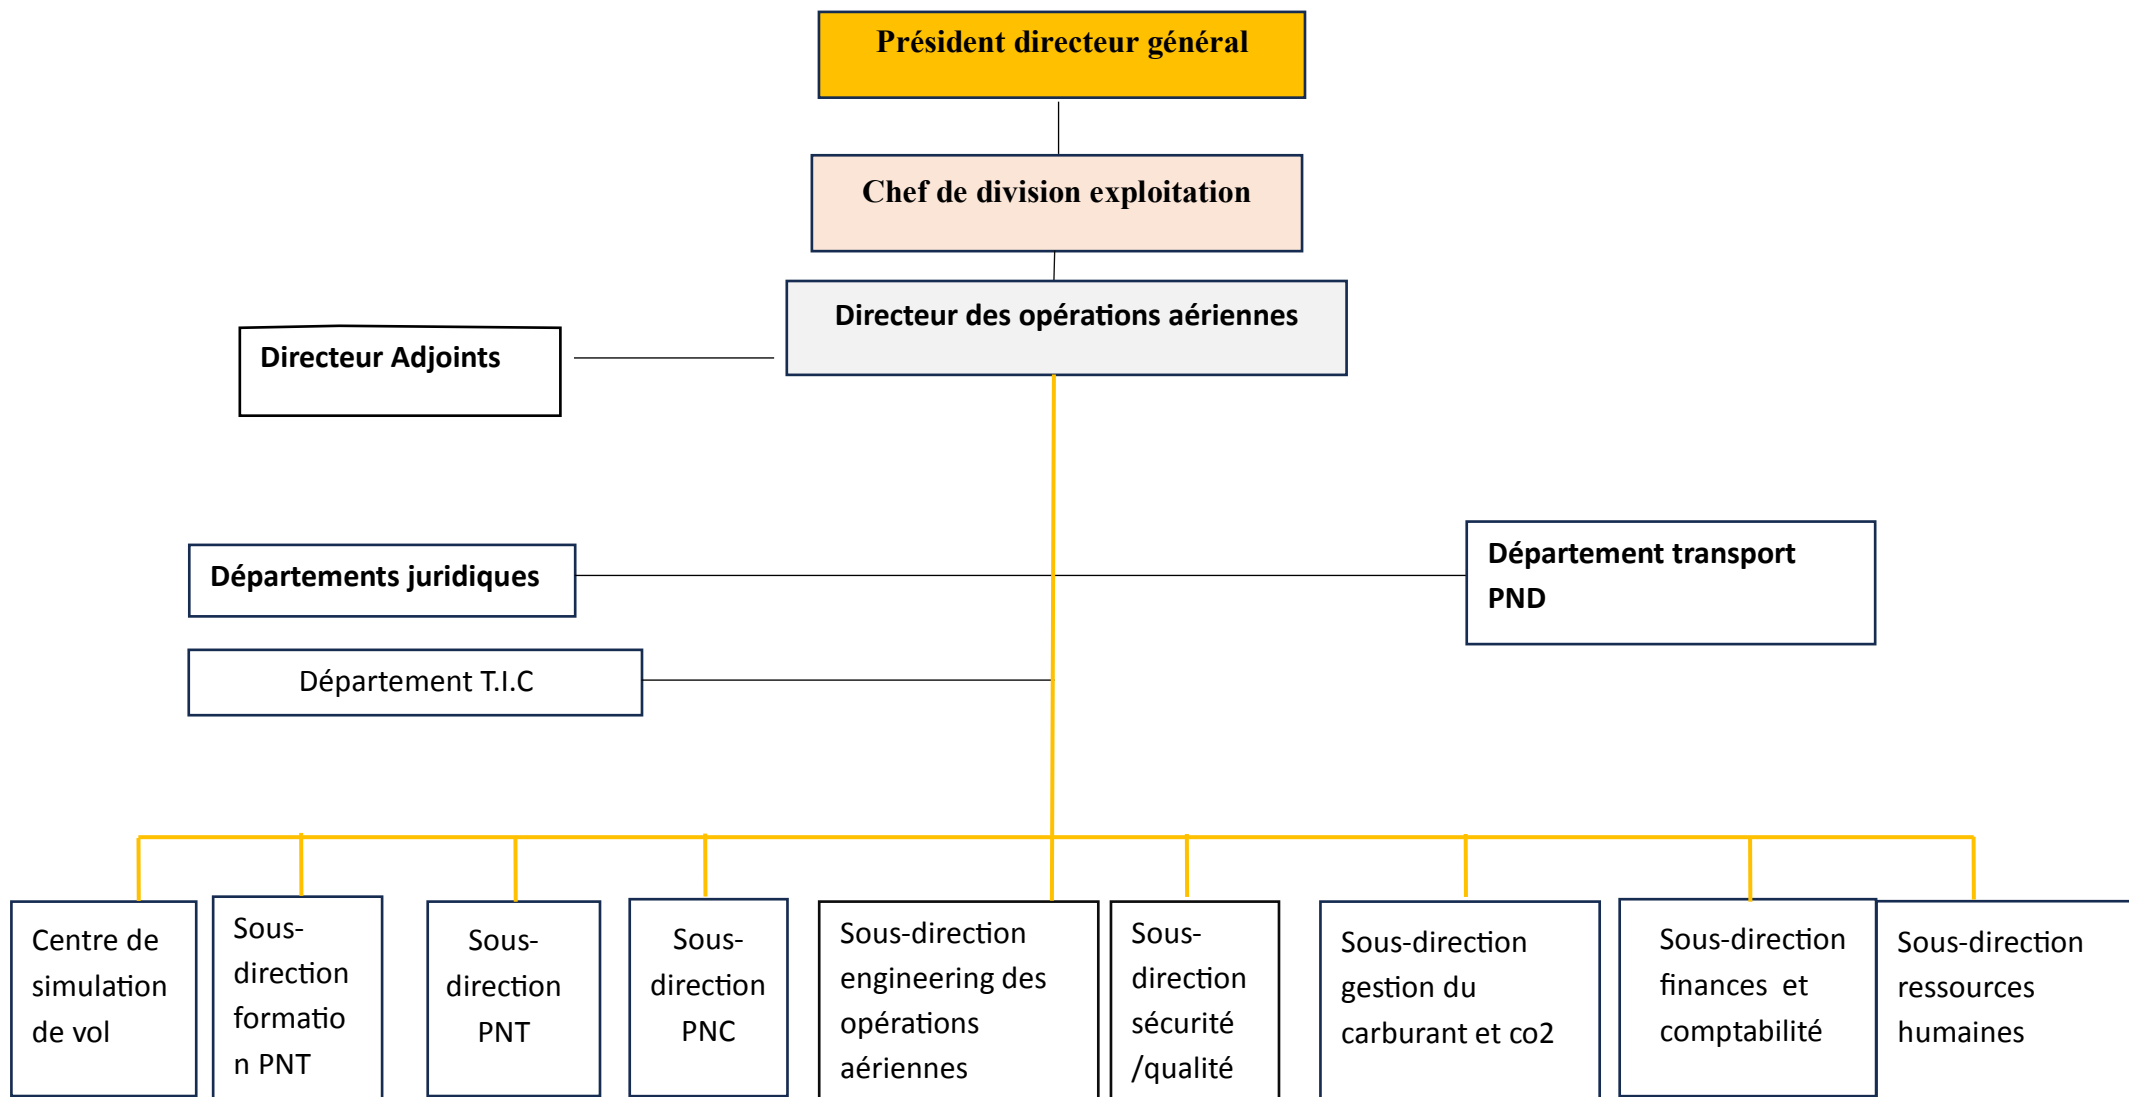 Président directeur général
Chef de division exploitation
Directeur des opérations aériennes
Directeur Adjoints
Département transport
PND
Départements juridiques
Département T.I.C
Centre de
simulation
de vol
Sous-
direction
formatio
n PNT
Sous-
direction
PNT
Sous-
direction
PNC
Sous-direction
engineering des
opérations
aériennes
Sous-
direction
sécurité
/qualité
Sous-direction
gestion du
carburant et co2
Sous-direction
finances et
comptabilité
Sous-direction
ressources
humaines